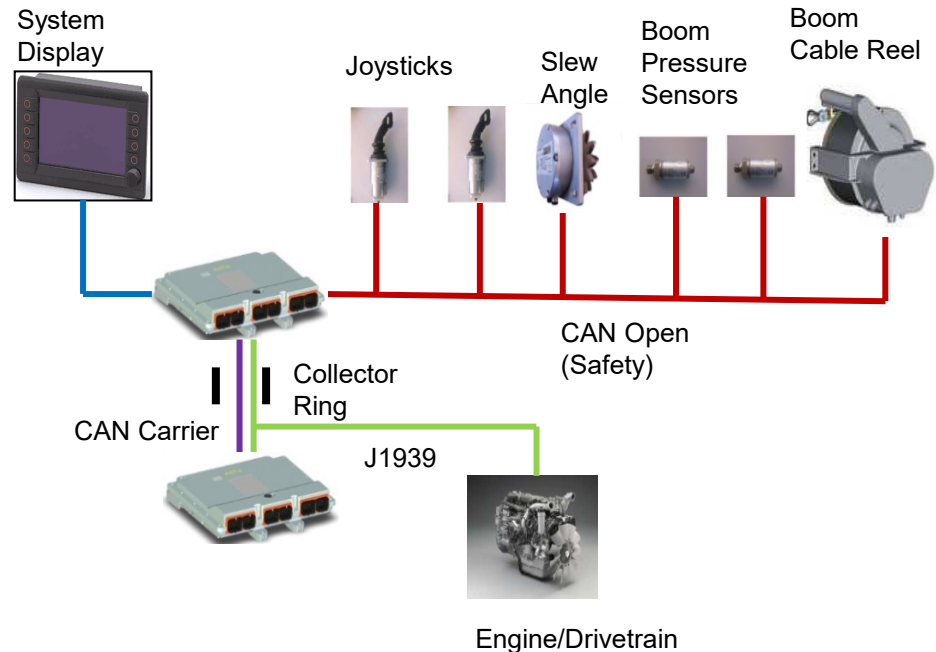 System
Display
Joysticks
Slew
Angle
Boom
Pressure
Sensors
Boom
Cable Reel
CAN Open
(Safety)
Collector
Ring
CAN Carrier
J1939
Engine/Drivetrain